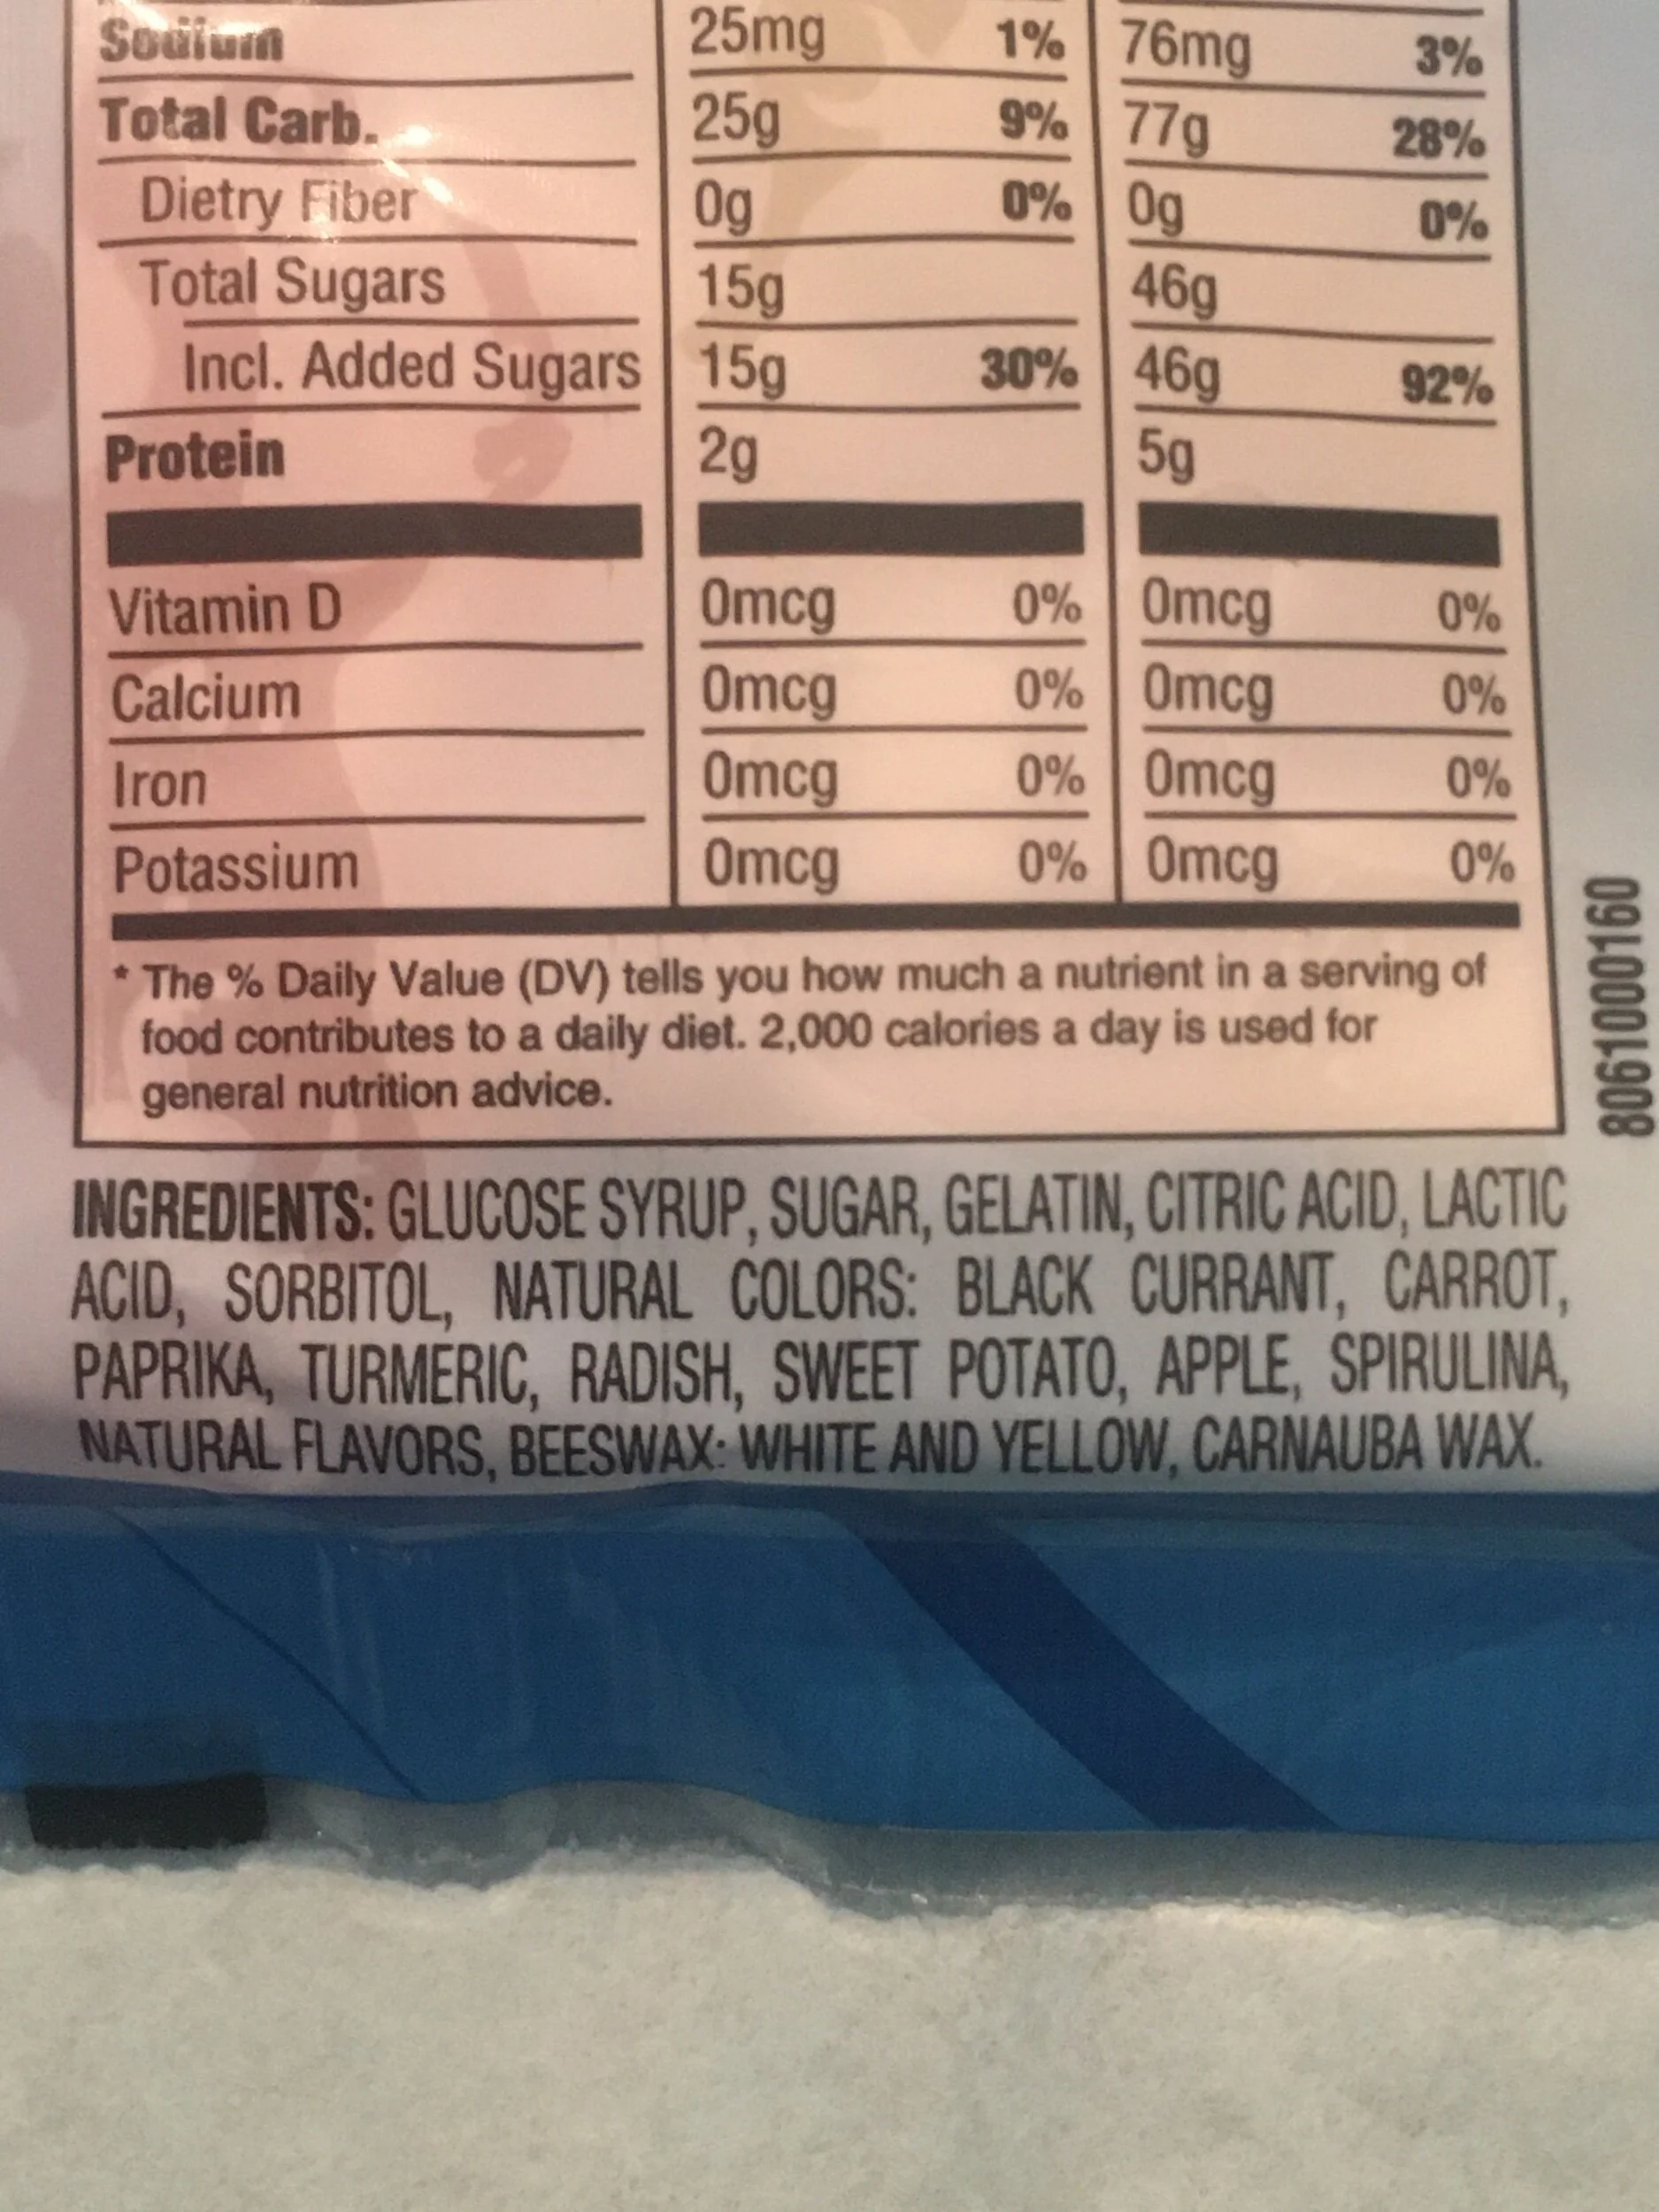 Sodium 25mg 1% 76mg 3%
Total Carb. 25g 9% 77g 28%
Dietry Fiber 0g 0% 0g 0%
Total Sugars 15g 46g
Incl. Added Sugars 15g 30% 46g 92%
Protein 2g 5g
Vitamin D 0mcg 0% 0mcg 0%
Calcium 0mcg 0% 0mcg 0%
Iron 0mcg 0% 0mcg 0%
Potassium 0mcg 0% 0mcg 0%
* The % Daily Value (DV) tells you how much a nutrient in a serving of
food contributes to a daily diet. 2,000 calories a day is used for
general nutrition advice.
8061000160
INGREDIENTS: GLUCOSE SYRUP, SUGAR, GELATIN, CITRIC ACID, LACTIC
ACID, SORBITOL, NATURAL COLORS: BLACK CURRANT, CARROT,
PAPRIKA, TURMERIC, RADISH, SWEET POTATO, APPLE, SPIRULINA,
NATURAL FLAVORS, BEESWAX: WHITE AND YELLOW, CARNAUBA WAX.